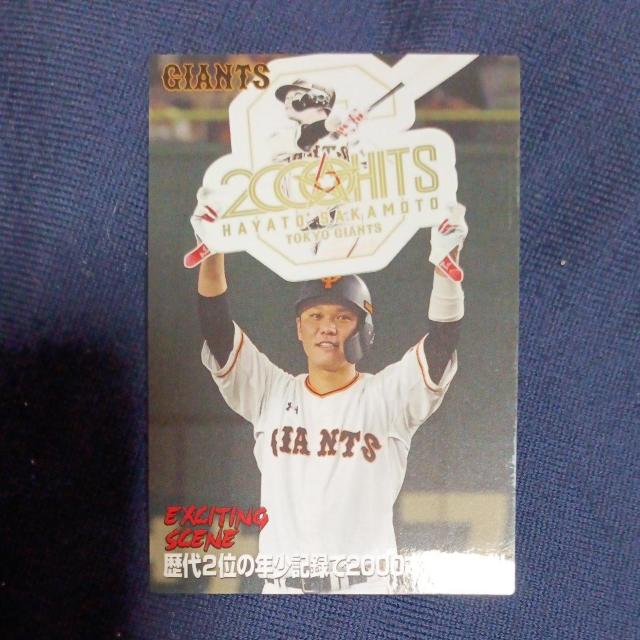 GIANTS
2000 HITS
HAYATO SAKAMOTO
TOKYO GIANTS
GIANTS
EXCITING
SCENE
歴代2位の年少記録で2000